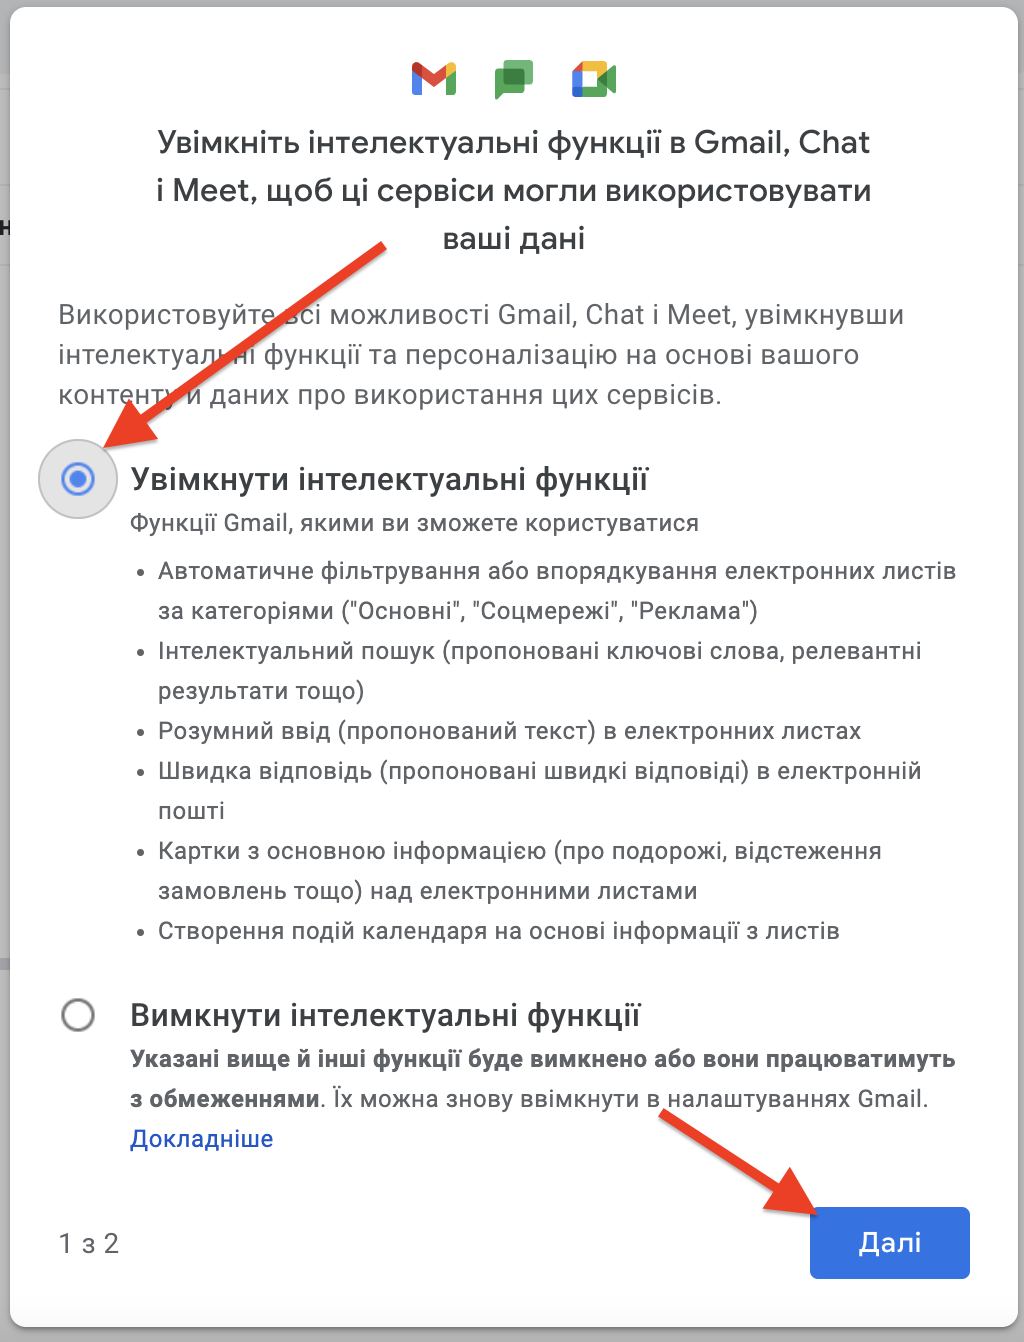 Увімкніть інтелектуальні функції в Gmail, Chat
і Meet, щоб ці сервіси могли використовувати
ваші дані
Використовуйте всі можливості Gmail, Chat і Meet, увімкнувши
інтелектуальні функції та персоналізацію на основі вашого
контенту й даних про використання цих сервісів.
Увімкнути інтелектуальні функції
Функції Gmail, якими ви зможете користуватися
• Автоматичне фільтрування або впорядкування електронних листів
за категоріями ("Основні", "Соцмережі", "Реклама")
• Інтелектуальний пошук (пропоновані ключові слова, релевантні
результати тощо)
• Розумний ввід (пропонований текст) в електронних листах
• Швидка відповідь (пропоновані швидкі відповіді) в електронній
пошті
• Картки з основною інформацією (про подорожі, відстеження
замовлень тощо) над електронними листами
• Створення подій календаря на основі інформації з листів
Вимкнути інтелектуальні функції
Указані вище й інші функції буде вимкнено або вони працюватимуть
з обмеженнями. Їх можна знову ввімкнути в налаштуваннях Gmail.
Докладніше
1 з 2
Далі